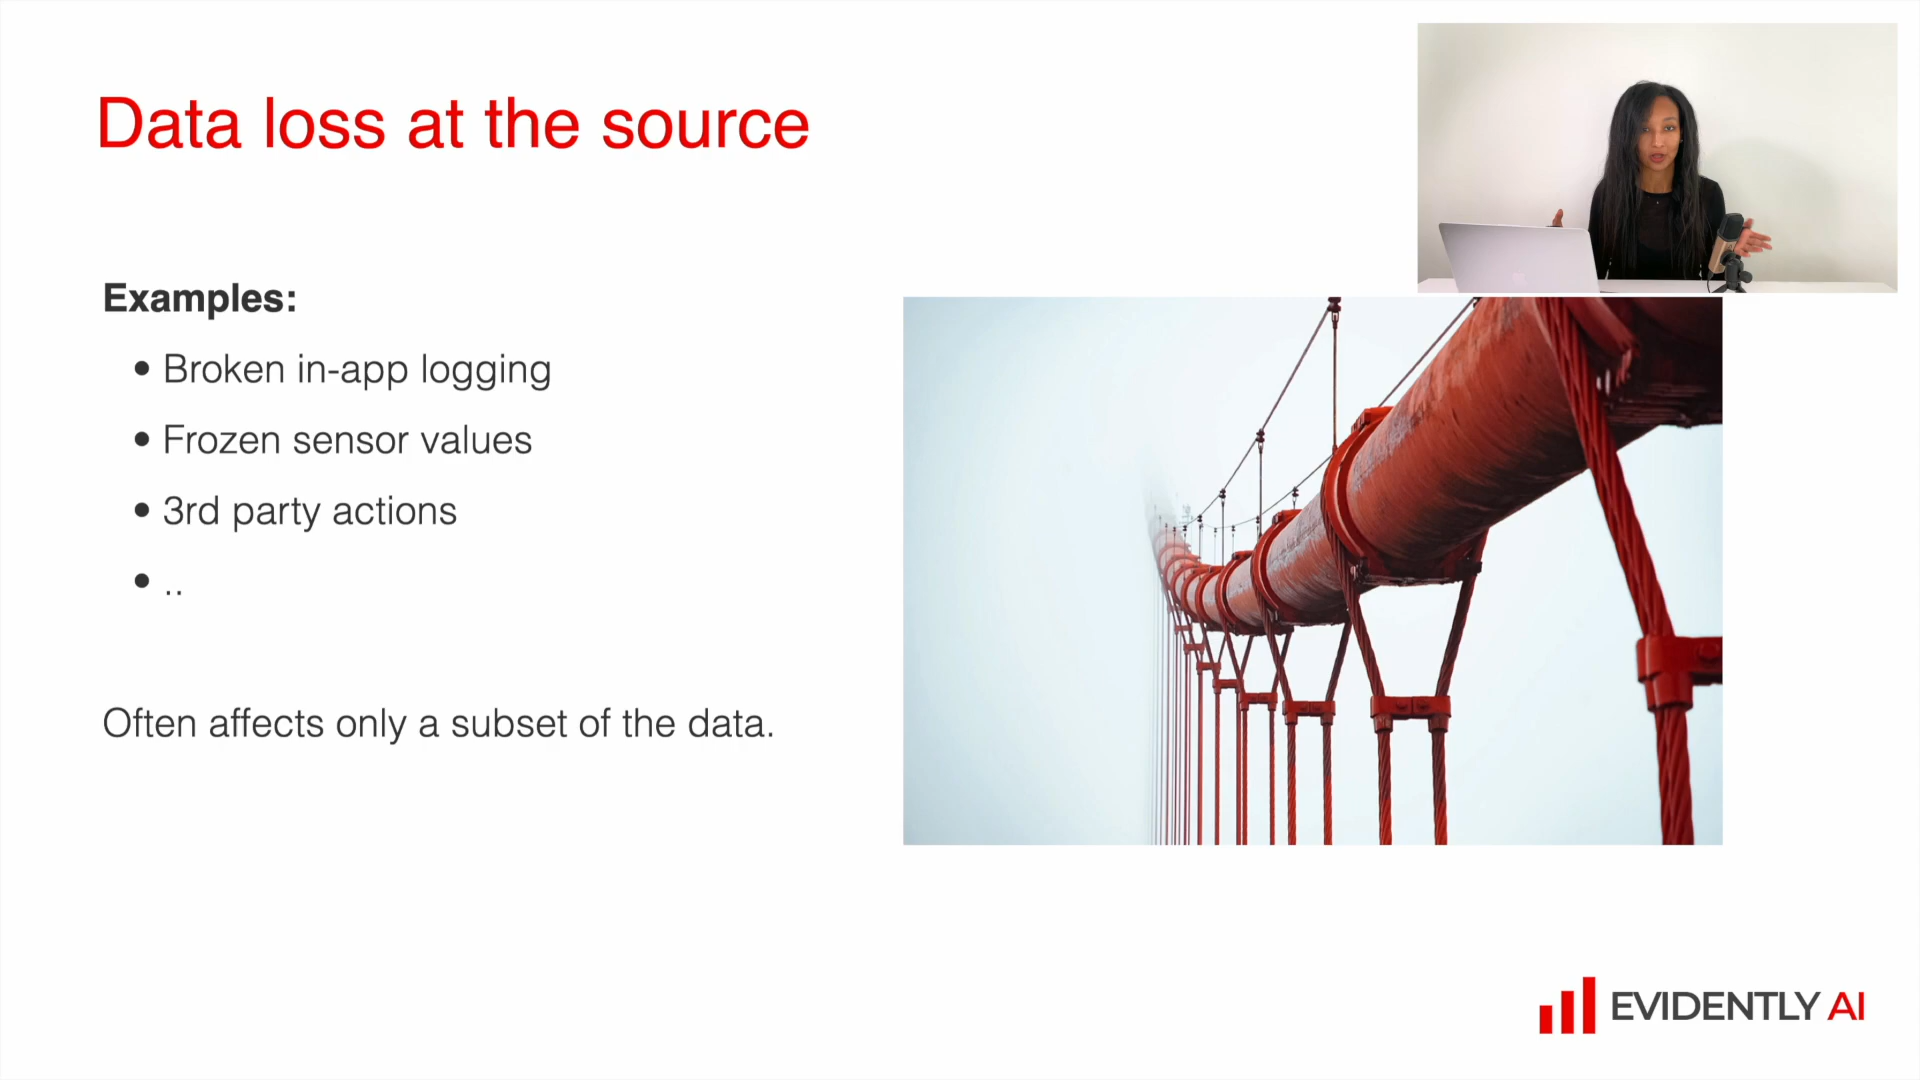 Data loss at the source
Examples:
• Broken in-app logging
• Frozen sensor values
• 3rd party actions
• ..
Often affects only a subset of the data.
EVIDENTLY AI